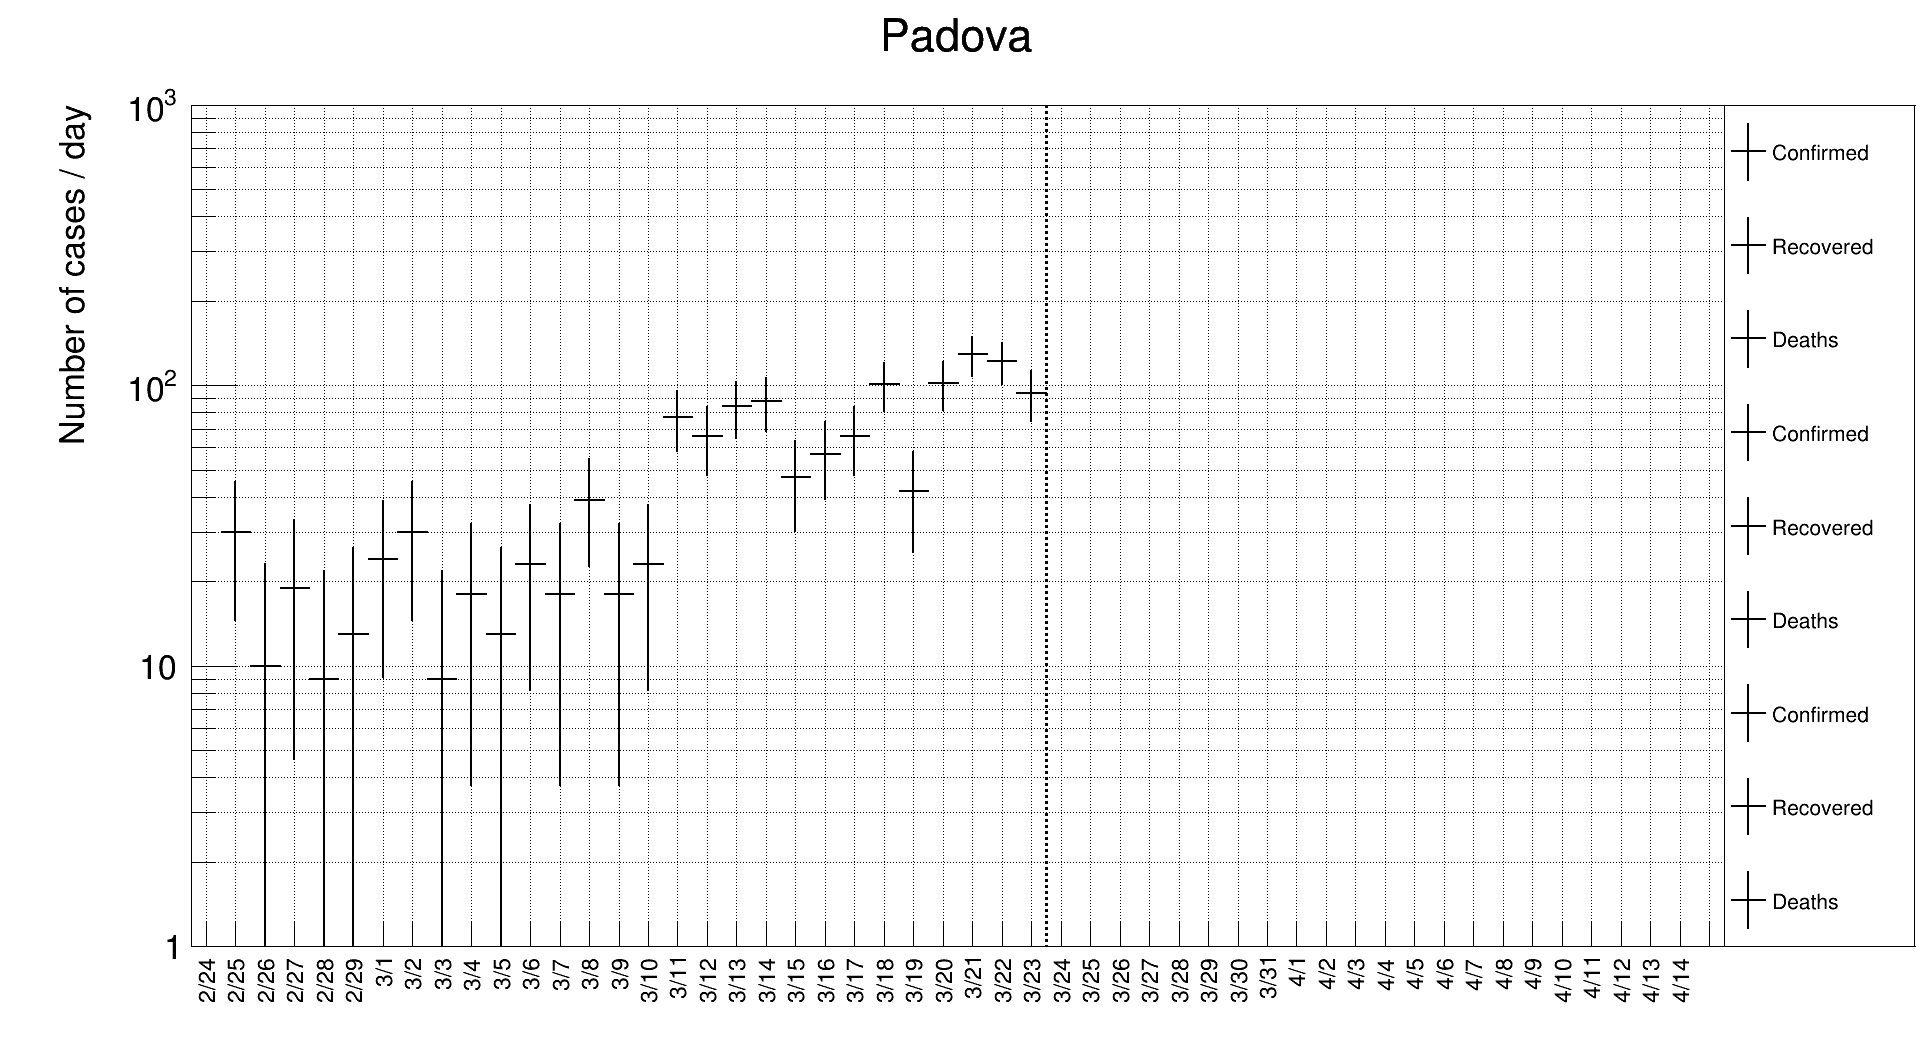 Padova
Number of cases / day
10³
10²
10
1
2/24 2/25 2/26 2/27 2/28 2/29 3/1 3/2 3/3 3/4 3/5 3/6 3/7 3/8 3/9 3/10 3/11 3/12 3/13 3/14 3/15 3/16 3/17 3/18 3/19 3/20 3/21 3/22 3/23 3/24 3/25 3/26 3/27 3/28 3/29 3/30 3/31 4/1 4/2 4/3 4/4 4/5 4/6 4/7 4/8 4/9 4/10 4/11 4/12 4/13 4/14
Confirmed
Recovered
Deaths
Confirmed
Recovered
Deaths
Confirmed
Recovered
Deaths